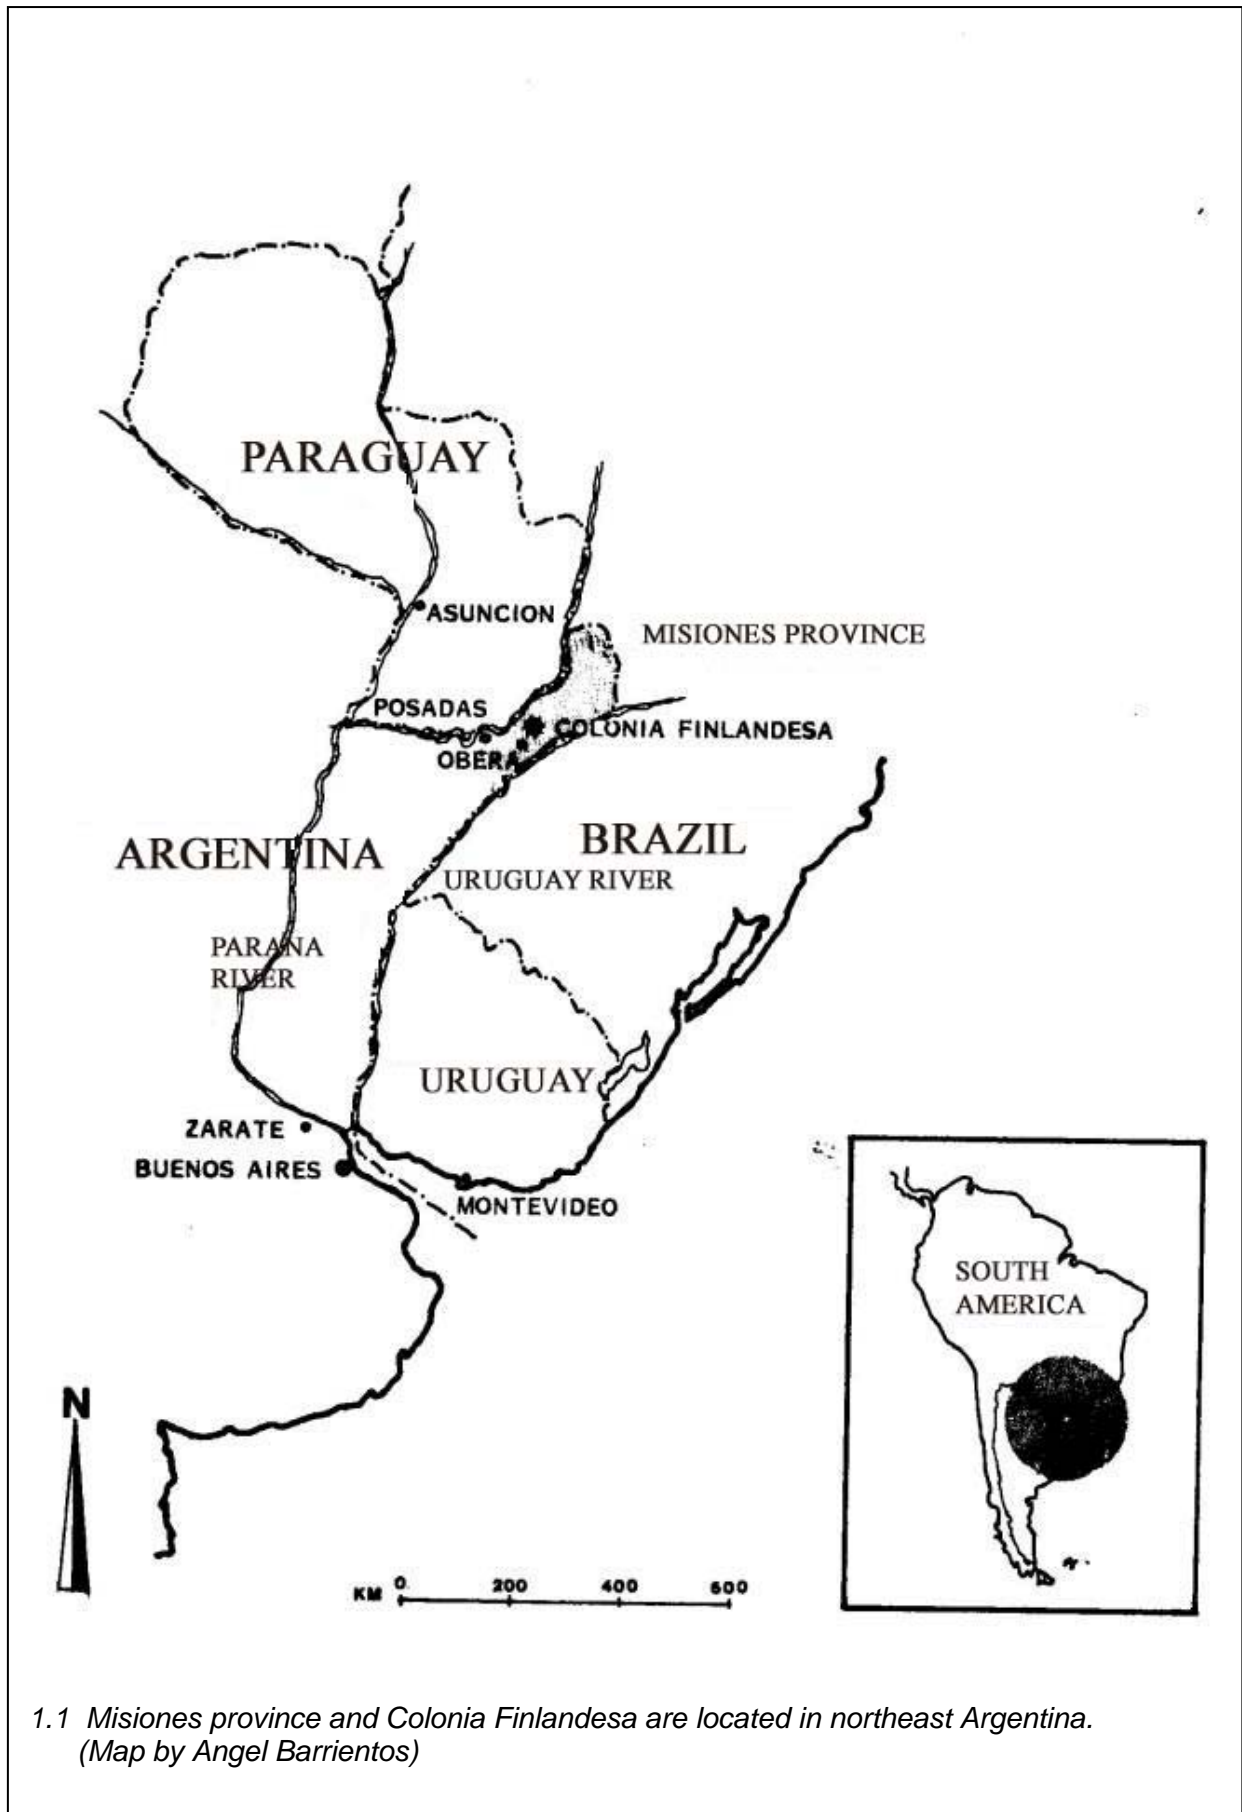 PARAGUAY
ASUNCION
MISIONES PROVINCE
POSADAS
COLONIA FINLANDESA
OBERA
ARGENTINA
BRAZIL
URUGUAY RIVER
PARANA
RIVER
URUGUAY
ZARATE
BUENOS AIRES
MONTEVIDEO
SOUTH
AMERICA
N
KM 0 200 400 600
1.1 Misiones province and Colonia Finlandesa are located in northeast Argentina.
(Map by Angel Barrientos)